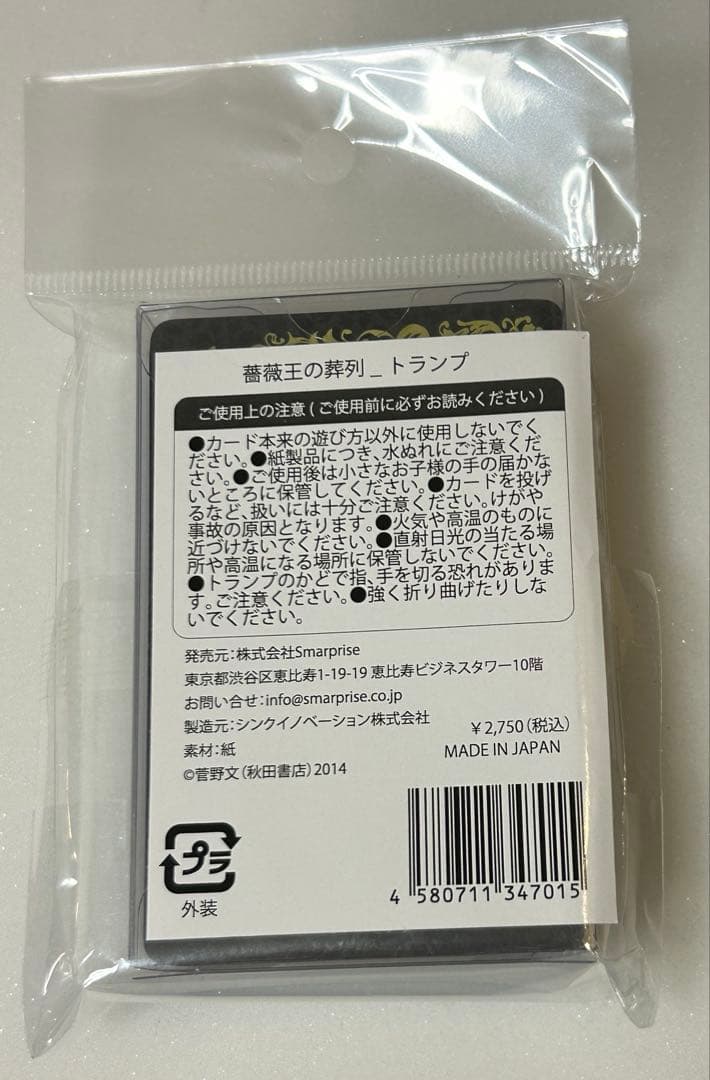 薔薇王の葬列_トランプ
ご使用上の注意(ご使用前に必ずお読みください)
●カード本来の遊び方以外に使用しないでく
ださい。●紙製品につき、水ぬれにご注意くだ
さい。●ご使用後は小さなお子様の手の届かな
いところに保管してください。●カードを投げ
るなど、扱いには十分ご注意ください。けがや
事故の原因となります。●火気や高温のものに
近づけないでください。●直射日光の当たる場
所や高温になる場所に保管しないでください。
●トランプのかどで指、手を切る恐れがありま
す。ご注意ください。●強く折り曲げたりしな
いでください。
発売元:株式会社Smarprise
東京都渋谷区恵比寿1-19-19 恵比寿ビジネスタワー10階
お問い合せ:info@smarprise.co.jp
製造元:シンクイノベーション株式会社
¥2,750(税込)
素材:紙
MADE IN JAPAN
©菅野文(秋田書店)2014
プラ
外装
4 580711 347015